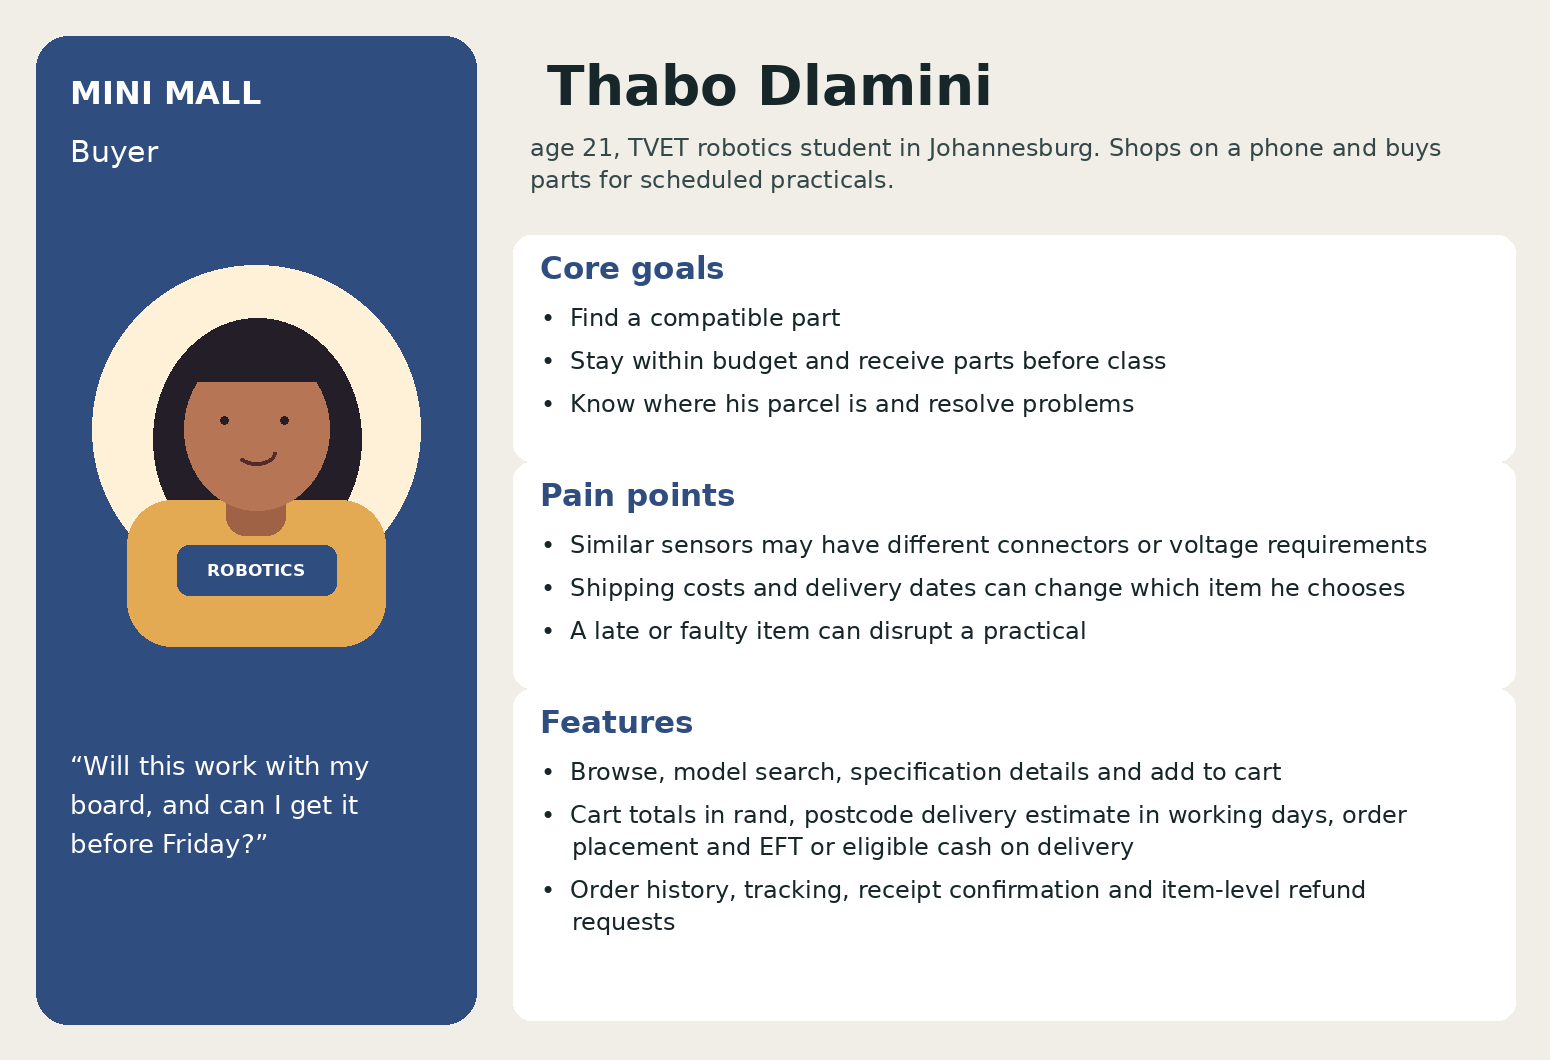 MINI MALL
Buyer
ROBOTICS
“Will this work with my
board, and can I get it
before Friday?”
Thabo Dlamini
age 21, TVET robotics student in Johannesburg. Shops on a phone and buys
parts for scheduled practicals.
Core goals
• Find a compatible part
• Stay within budget and receive parts before class
• Know where his parcel is and resolve problems
Pain points
• Similar sensors may have different connectors or voltage requirements
• Shipping costs and delivery dates can change which item he chooses
• A late or faulty item can disrupt a practical
Features
• Browse, model search, specification details and add to cart
• Cart totals in rand, postcode delivery estimate in working days, order
placement and EFT or eligible cash on delivery
• Order history, tracking, receipt confirmation and item-level refund
requests